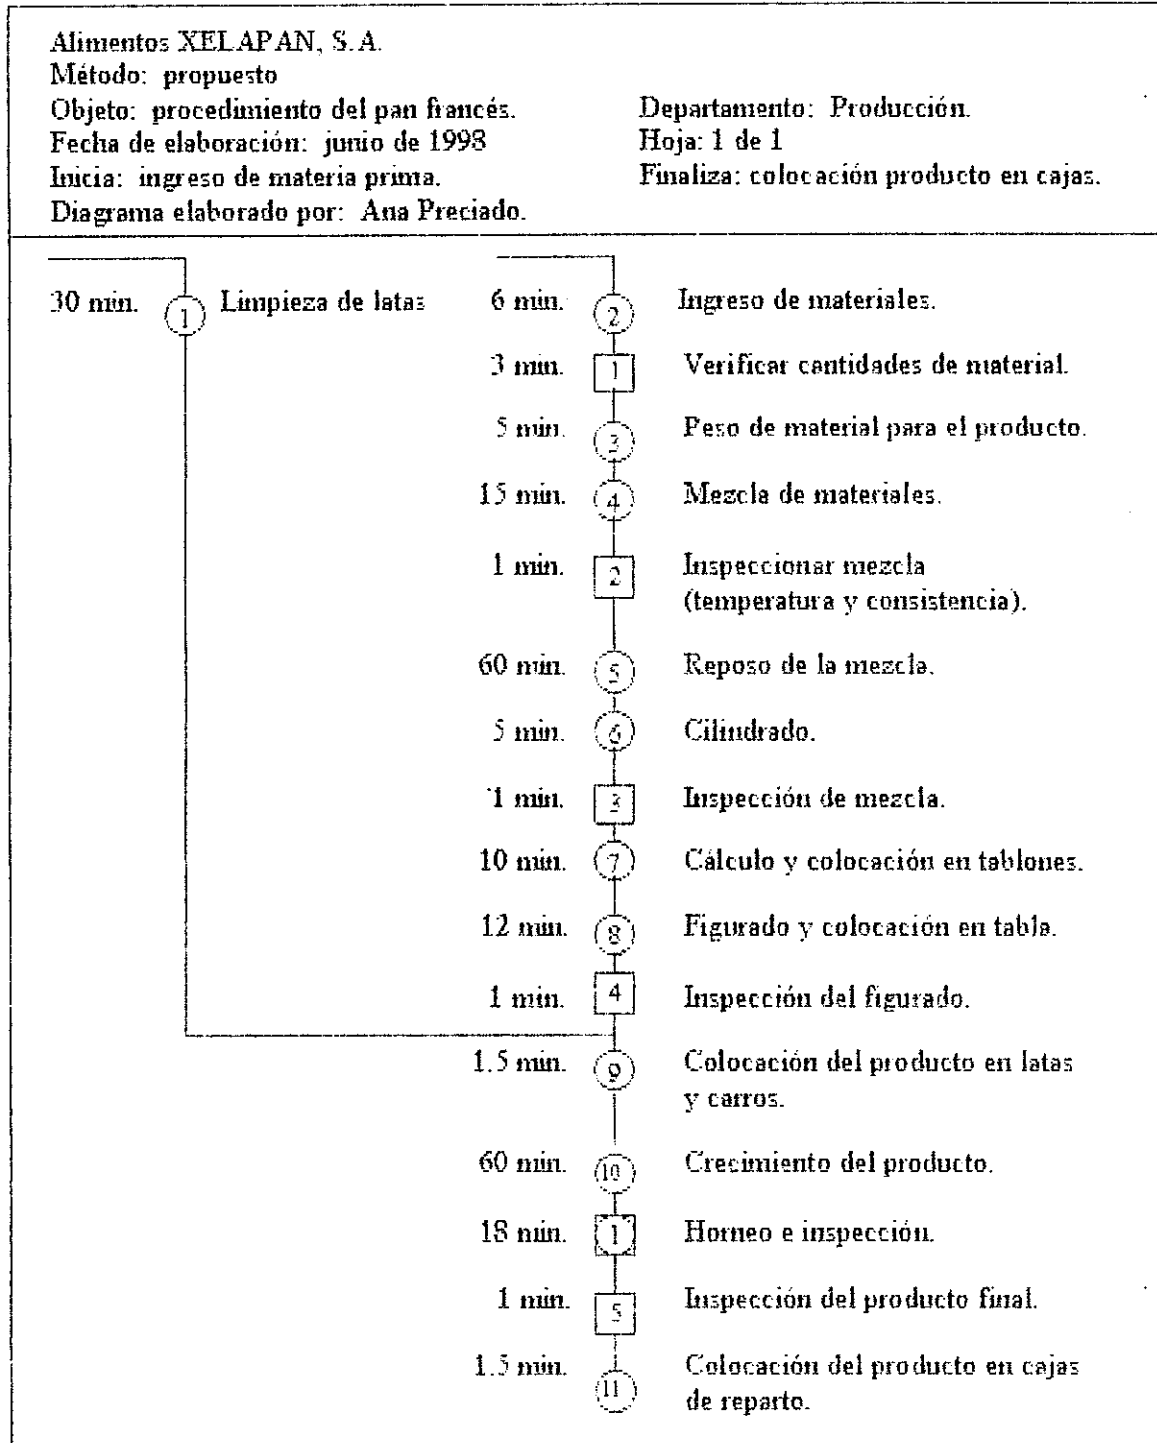 Alimentos XELAPAN, S.A.
Método: propuesto
Objeto: procedimiento del pan francés. Departamento: Producción.
Fecha de elaboración: junio de 1998 Hoja: 1 de 1
Inicia: ingreso de materia prima. Finaliza: colocación producto en cajas.
Diagrama elaborado por: Ana Preciado.
30 min. 1 Limpieza de latas 6 min. 2 Ingreso de materiales.
3 min. 1 Verificar cantidades de material.
5 min. 3 Peso de material para el producto.
15 min. 4 Mezcla de materiales.
1 min. 2 Inspeccionar mezcla
(temperatura y consistencia).
60 min. 5 Reposo de la mezcla.
5 min. 6 Cilindrado.
1 min. 3 Inspección de mezcla.
10 min. 7 Cálculo y colocación en tablones.
12 min. 8 Figurado y colocación en tabla.
1 min. 4 Inspección del figurado.
1.5 min. 9 Colocación del producto en latas
y carros.
60 min. 10 Crecimiento del producto.
18 min. 1 Horneo e inspección.
1 min. 5 Inspección del producto final.
1.5 min. 11 Colocación del producto en cajas
de reparto.